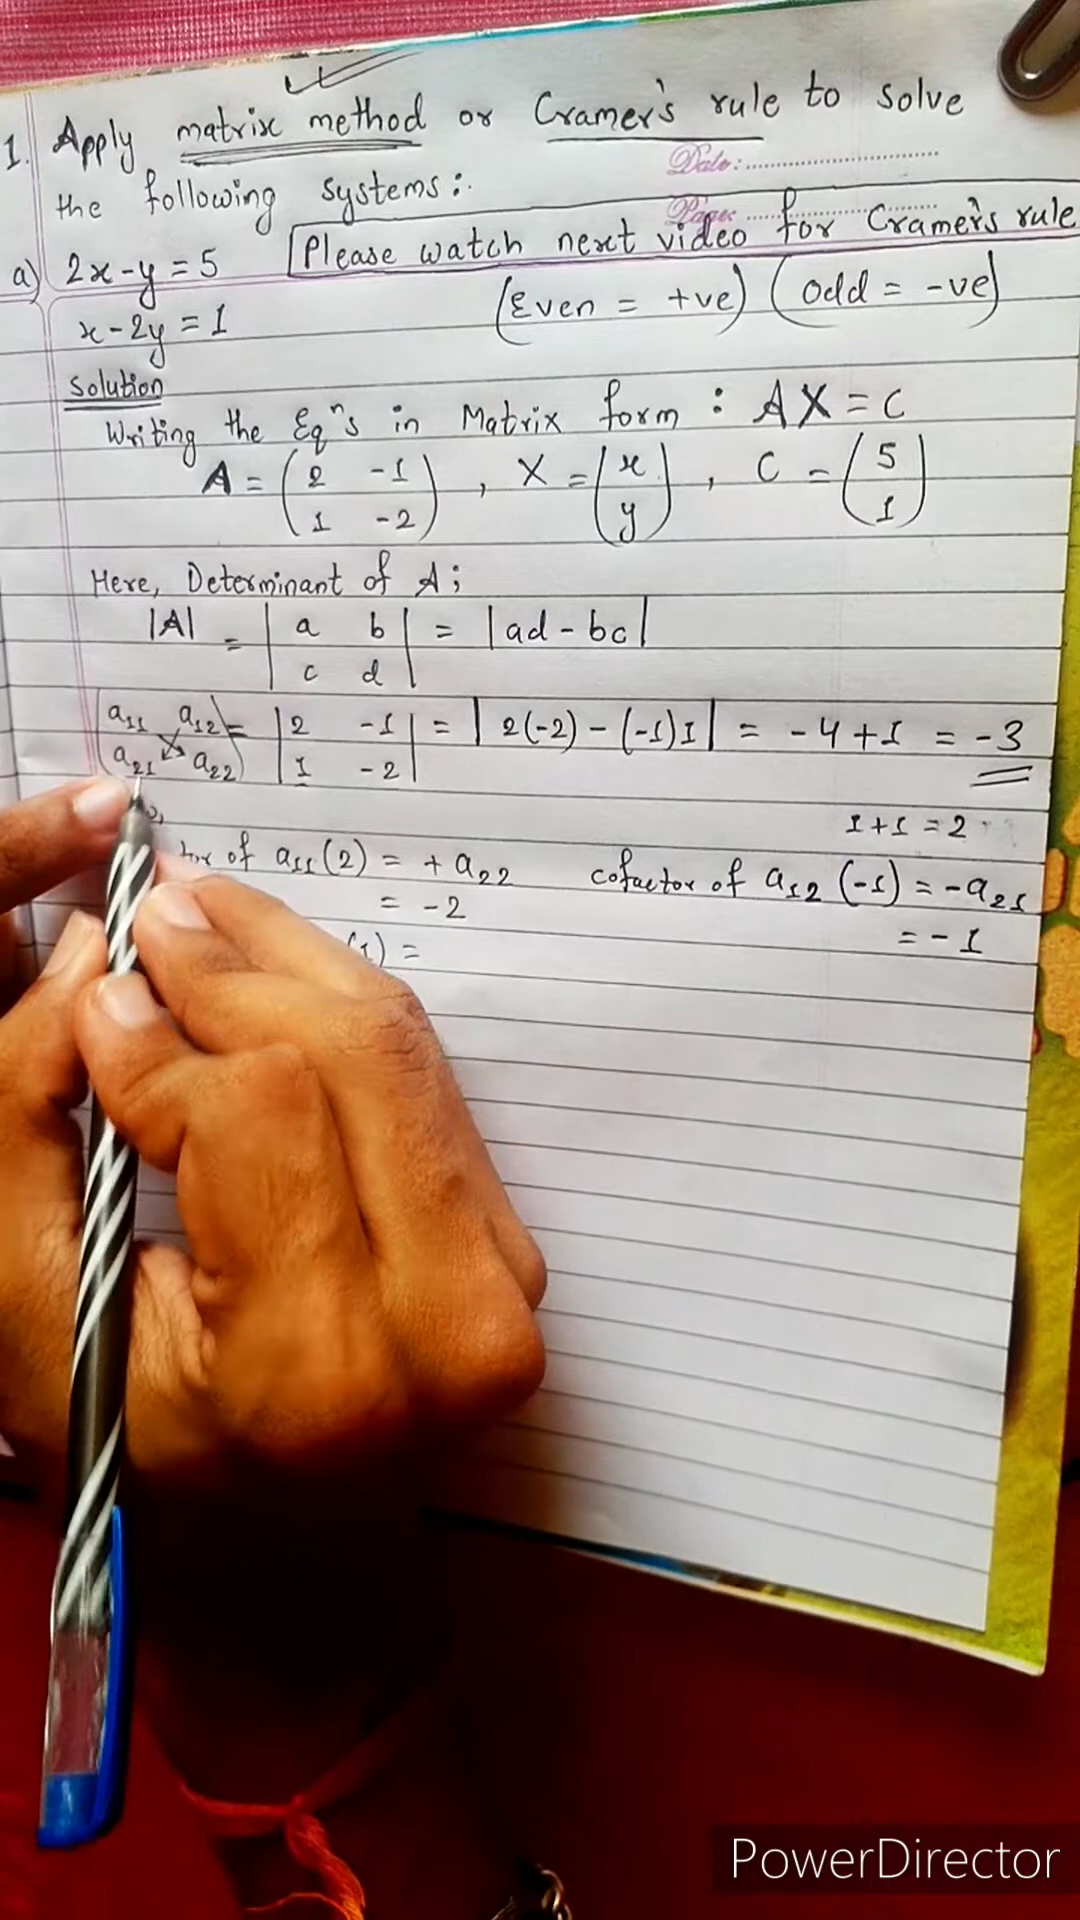 1. Apply matrix method or Cramer's rule to solve
Date:
the following systems:
Page:
a) 2x-y = 5 Please watch next video for Cramer's rule
x-2y = 1 (Even = +ve) (odd = -ve)
Solution
Writing the Eqⁿ's in Matrix form : AX = C
A = (2 -1 , X = (x , C = (5
1 -2) y) 1)
Here, Determinant of A;
|A| = |a b| = |ad - bc|
|c d|
(a₁₁ a₁₂ = |2 -1| = |2(-2) - (-1)1| = -4+1 = -3
a₂₁ a₂₂) |1 -2|
1+1 = 2
of a₁₁(2) = + a₂₂ cofactor of a₁₂ (-1) = -a₂₁
= -2 = -1
(1) =
PowerDirector